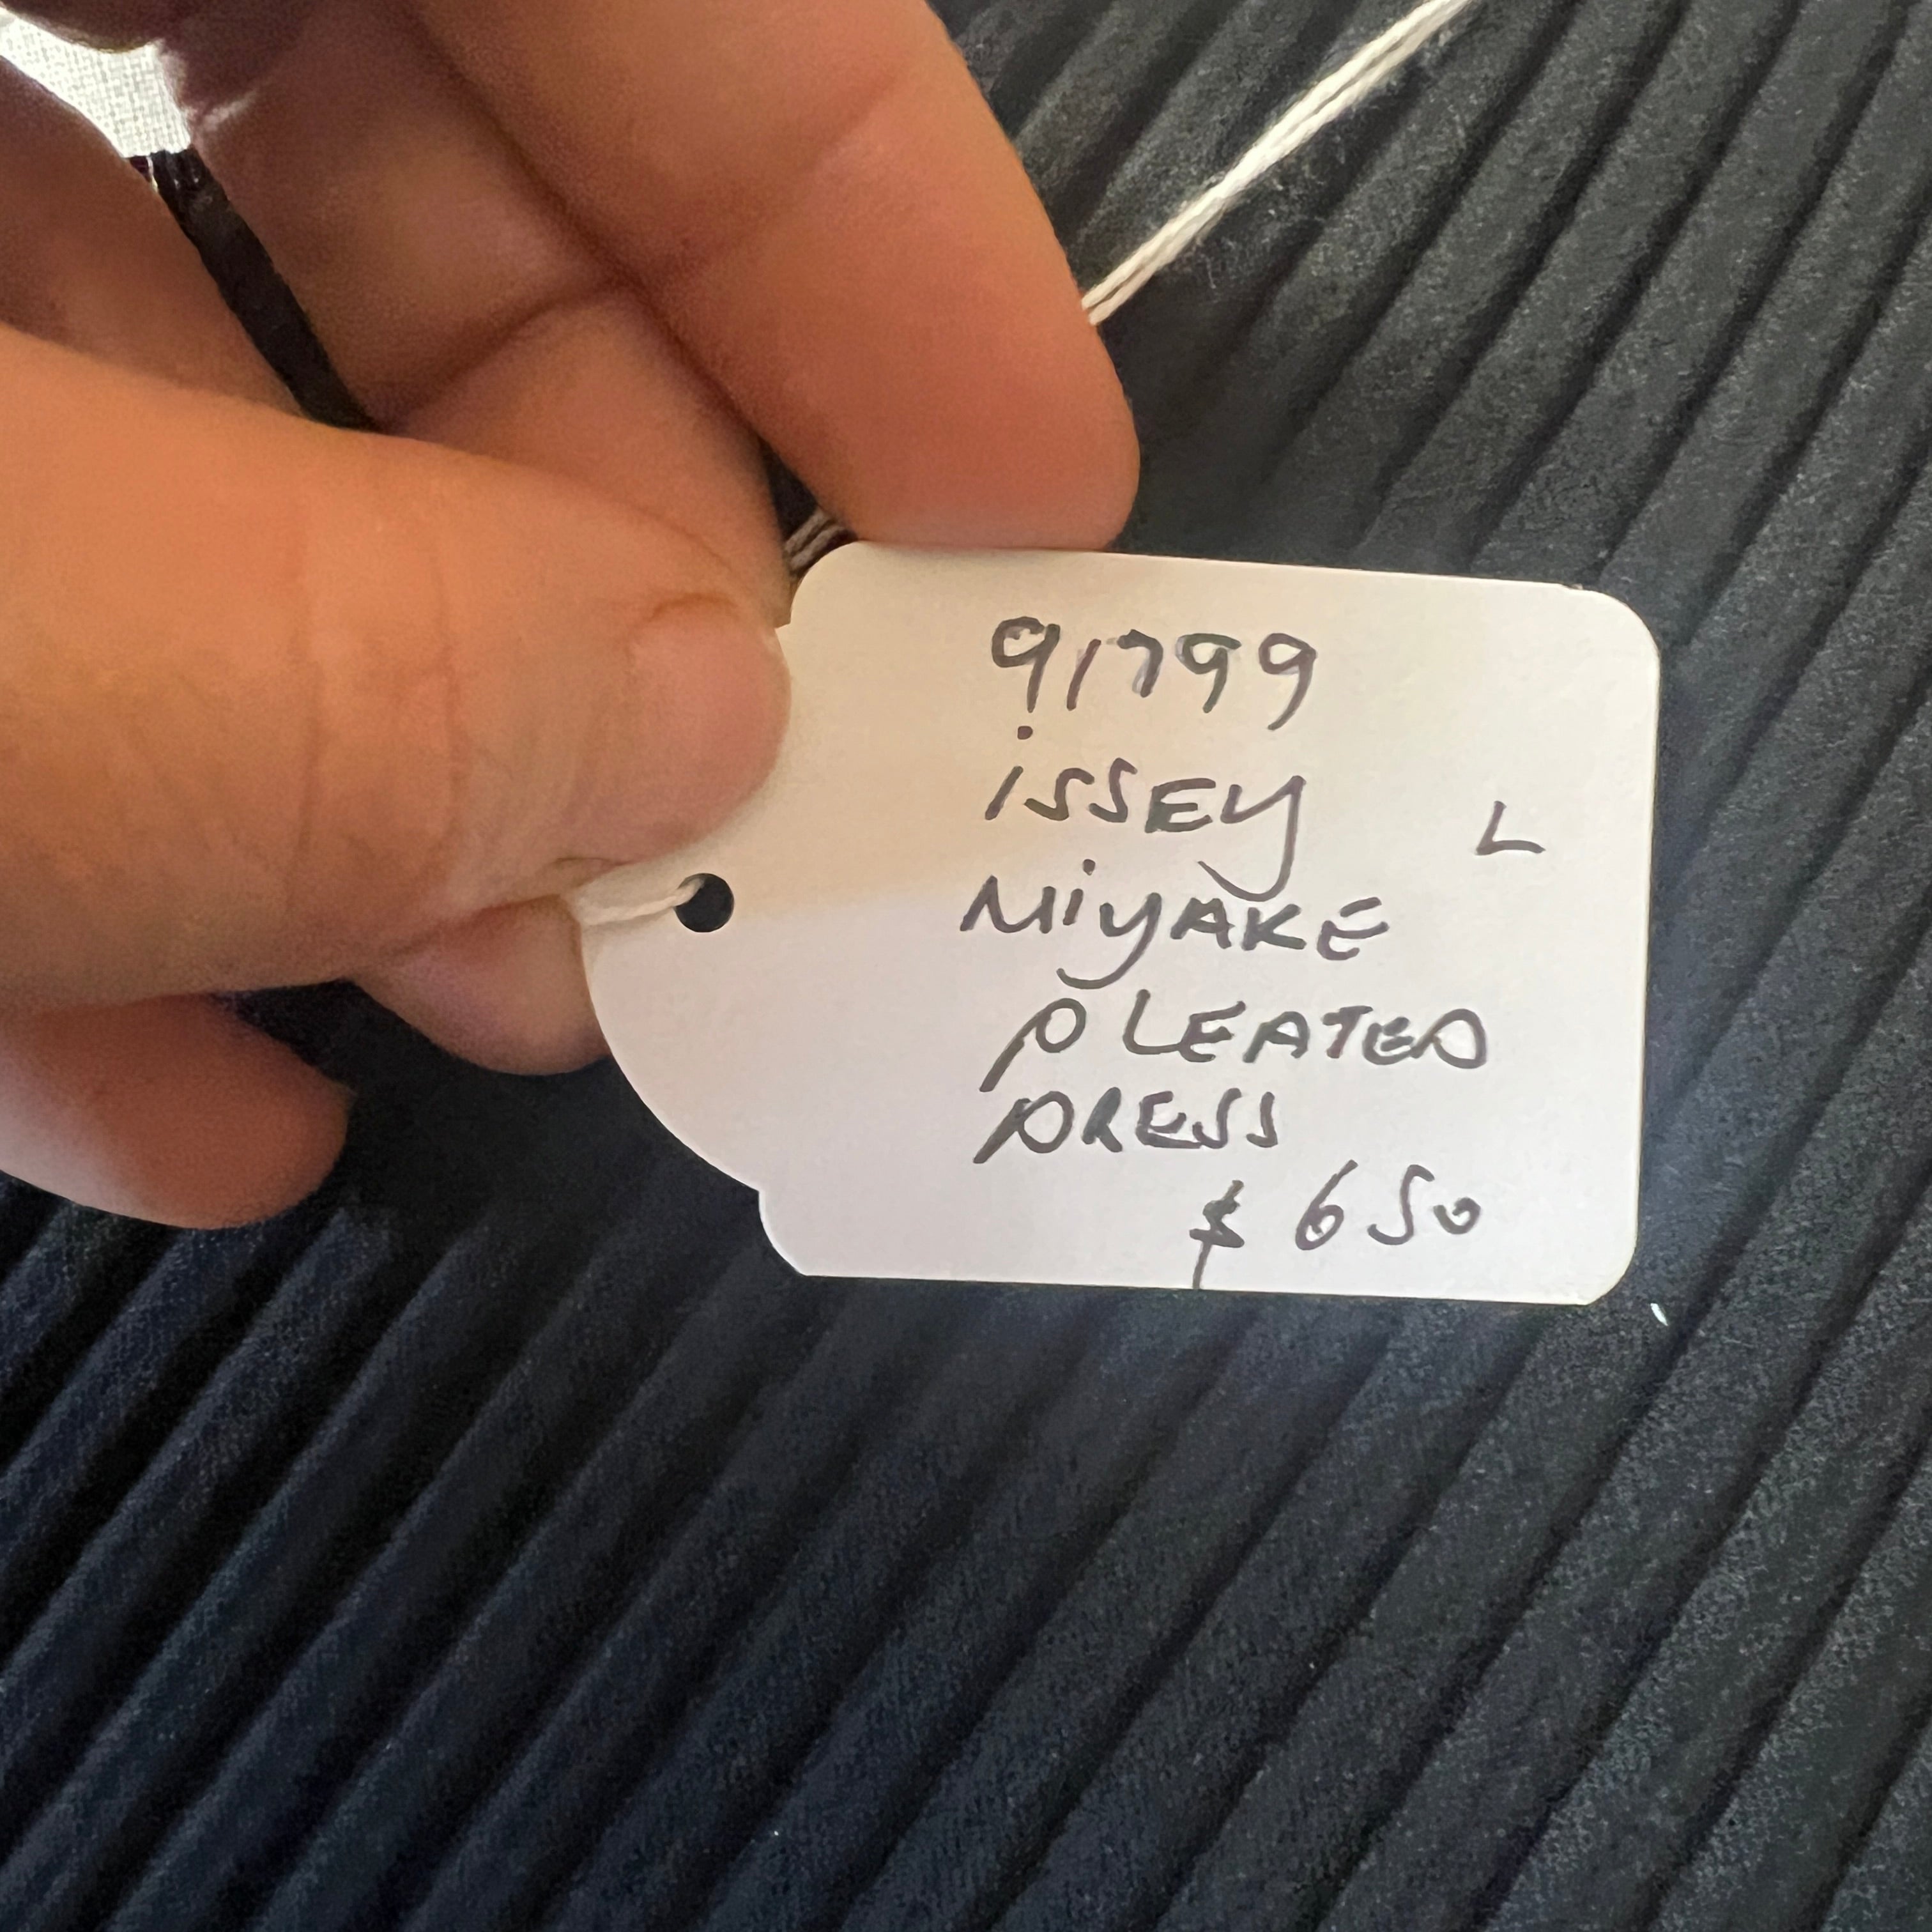 91799
iSSEY L
MiYAKE
PLEATED
DRESS
$ 650